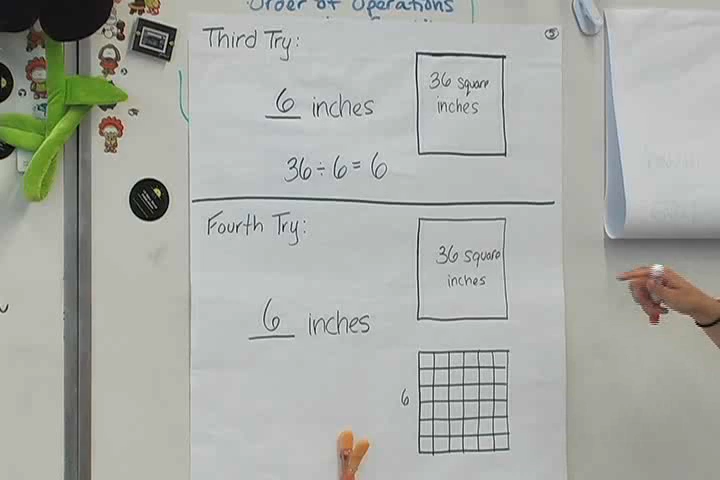 Order of Operations
Third Try:
5
36 square
inches
6 inches
36 ÷ 6 = 6
Fourth Try:
36 square
inches
6 inches
6